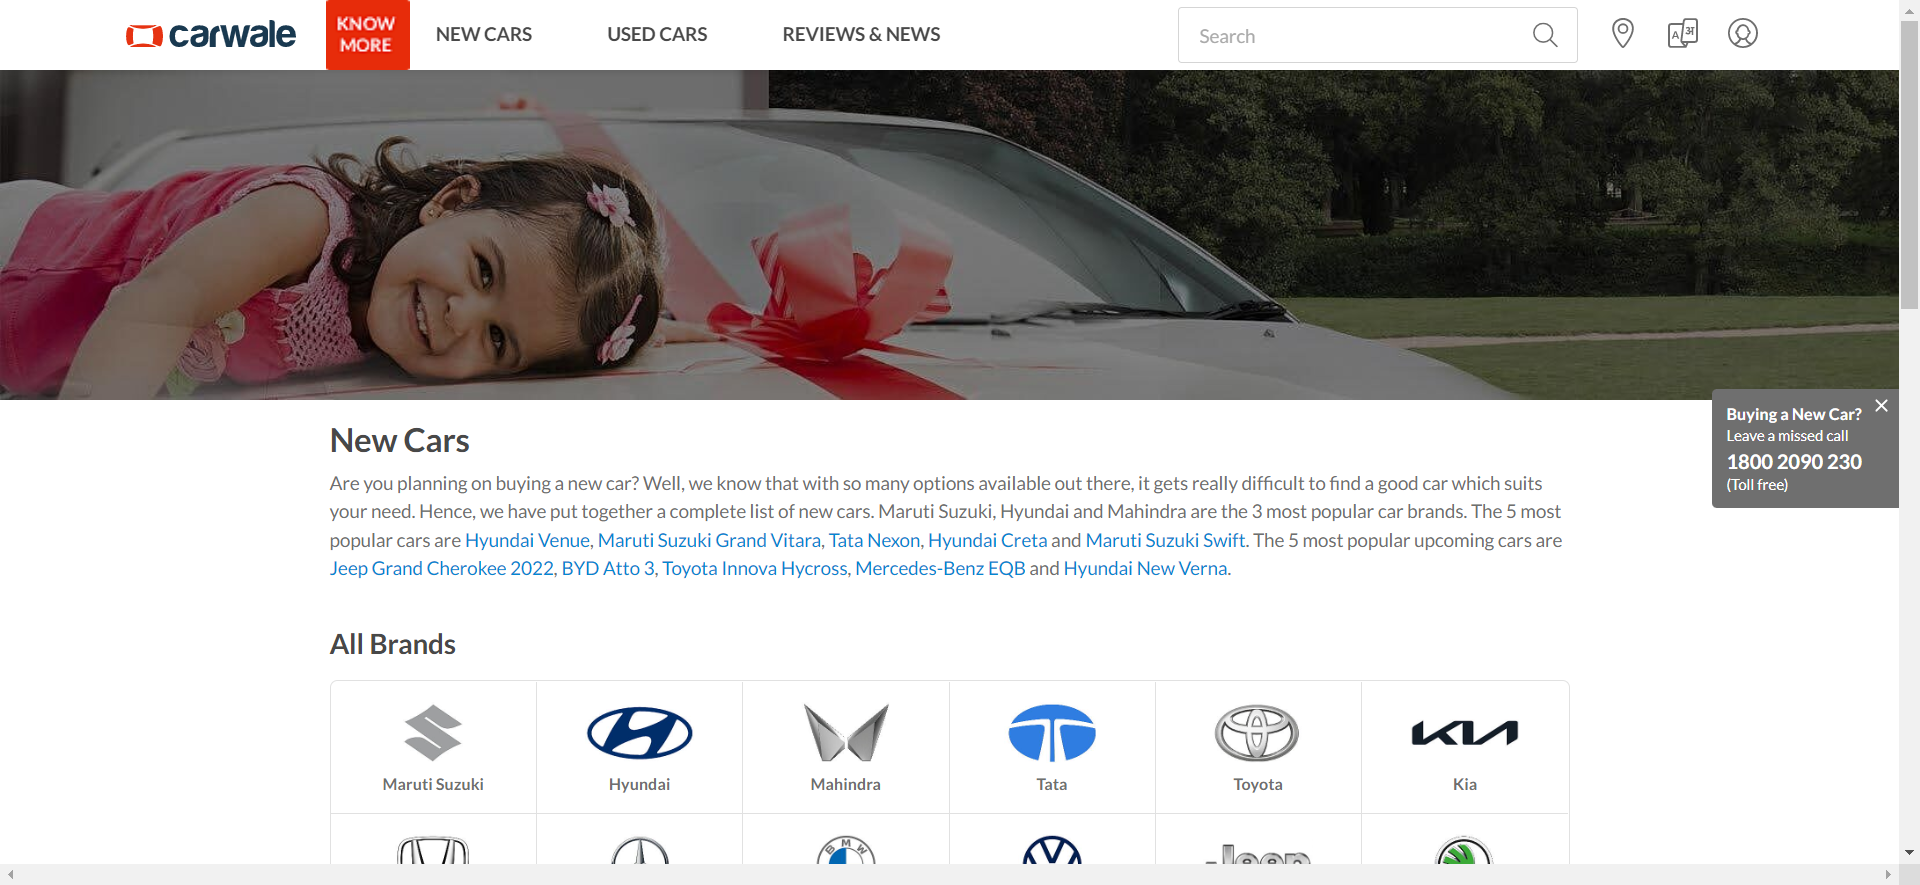 carwale
KNOW
MORE
NEW CARS
USED CARS
REVIEWS & NEWS
Search
A अ
Buying a New Car?
Leave a missed call
1800 2090 230
(Toll free)
New Cars
Are you planning on buying a new car? Well, we know that with so many options available out there, it gets really difficult to find a good car which suits
your need. Hence, we have put together a complete list of new cars. Maruti Suzuki, Hyundai and Mahindra are the 3 most popular car brands. The 5 most
popular cars are Hyundai Venue, Maruti Suzuki Grand Vitara, Tata Nexon, Hyundai Creta and Maruti Suzuki Swift. The 5 most popular upcoming cars are
Jeep Grand Cherokee 2022, BYD Atto 3, Toyota Innova Hycross, Mercedes-Benz EQB and Hyundai New Verna.
All Brands
KIA
Maruti Suzuki
Hyundai
Mahindra
Tata
Toyota
Kia
BMW
Jeep